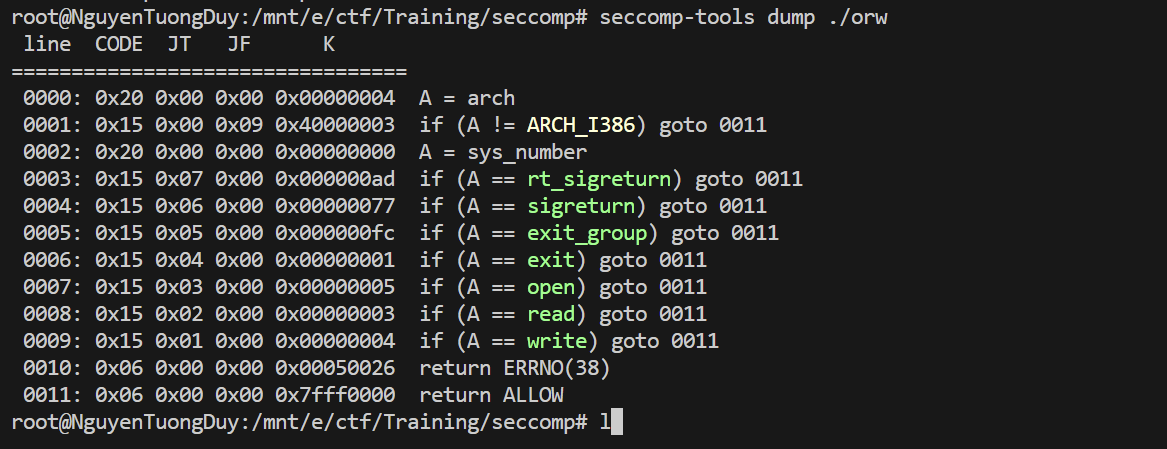 root@NguyenTuongDuy:/mnt/e/ctf/Training/seccomp# seccomp-tools dump ./orw
 line  CODE  JT   JF      K
=================================
 0000: 0x20 0x00 0x00 0x00000004  A = arch
 0001: 0x15 0x00 0x09 0x40000003  if (A != ARCH_I386) goto 0011
 0002: 0x20 0x00 0x00 0x00000000  A = sys_number
 0003: 0x15 0x07 0x00 0x000000ad  if (A == rt_sigreturn) goto 0011
 0004: 0x15 0x06 0x00 0x00000077  if (A == sigreturn) goto 0011
 0005: 0x15 0x05 0x00 0x000000fc  if (A == exit_group) goto 0011
 0006: 0x15 0x04 0x00 0x00000001  if (A == exit) goto 0011
 0007: 0x15 0x03 0x00 0x00000005  if (A == open) goto 0011
 0008: 0x15 0x02 0x00 0x00000003  if (A == read) goto 0011
 0009: 0x15 0x01 0x00 0x00000004  if (A == write) goto 0011
 0010: 0x06 0x00 0x00 0x00050026  return ERRNO(38)
 0011: 0x06 0x00 0x00 0x7fff0000  return ALLOW
root@NguyenTuongDuy:/mnt/e/ctf/Training/seccomp# l